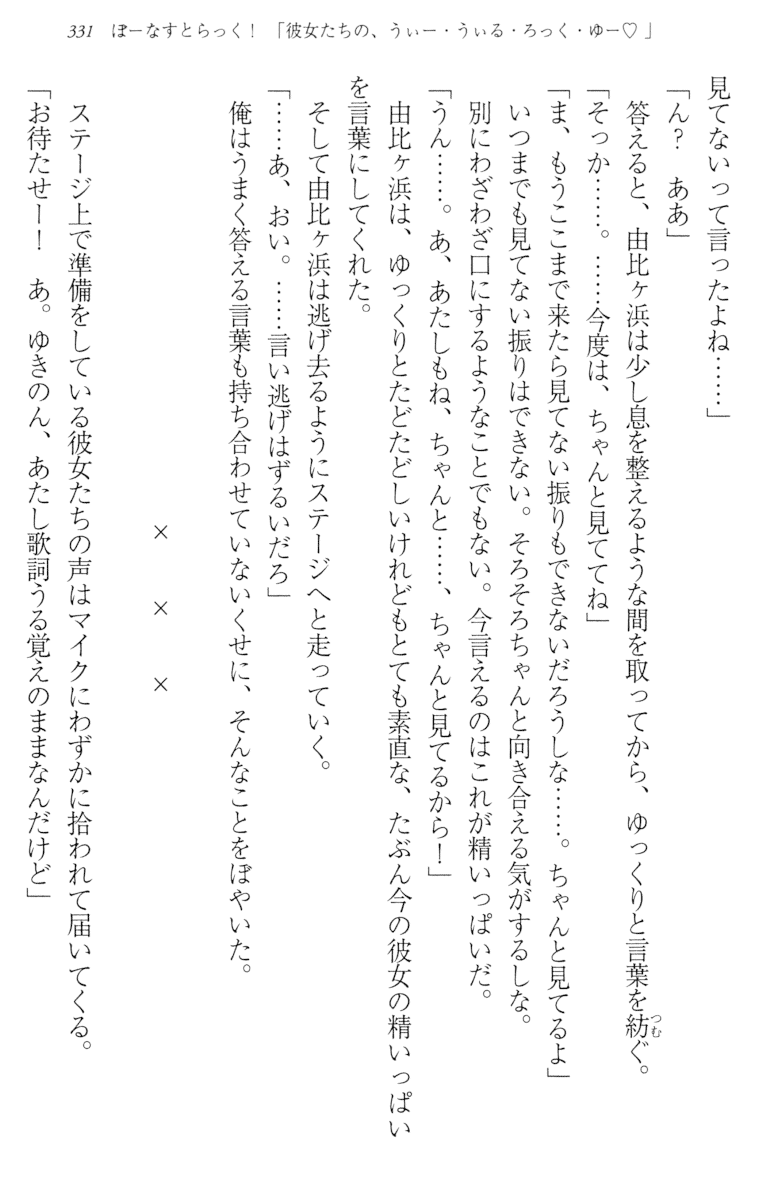 331 ぼーなすとらっく！ 「彼女たちの、うぃー・うぃる・ろっく・ゆー♡」
見てないって言ったよね……」
「ん？ ああ」
答えると、由比ヶ浜は少し息を整えるような間を取ってから、ゆっくりと言葉を紡ぐ。
「そっか……。……今度は、ちゃんと見ててね」
「ま、もうここまで来たら見てない振りもできないだろうしな……。ちゃんと見てるよ」
いつまでも見てない振りはできない。そろそろちゃんと向き合える気がするしな。
別にわざわざ口にするようなことでもない。今言えるのはこれが精いっぱいだ。
「うん……。あ、あたしもね、ちゃんと……、ちゃんと見てるから！」
由比ヶ浜は、ゆっくりとたどたどしいけれどもとても素直な、たぶん今の彼女の精いっぱい
を言葉にしてくれた。
そして由比ヶ浜は逃げ去るようにステージへと走っていく。
「……あ、おい。……言い逃げはずるいだろ」
俺はうまく答える言葉も持ち合わせていないくせに、そんなことをぼやいた。
× × ×
ステージ上で準備をしている彼女たちの声はマイクにわずかに拾われて届いてくる。
「お待たせー！ あ。ゆきのん、あたし歌詞うる覚えのままなんだけど」